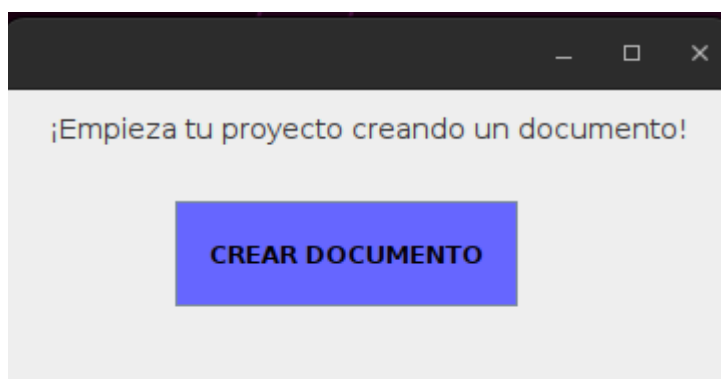 ¡Empieza tu proyecto creando un documento!
CREAR DOCUMENTO